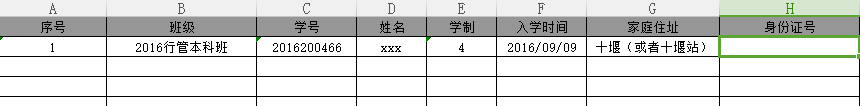 A B C D E F G H
序号 班级 学号 姓名 学制 入学时间 家庭住址 身份证号
1 2016行管本科班 2016200466 xxx 4 2016/09/09 十堰（或者十堰站）